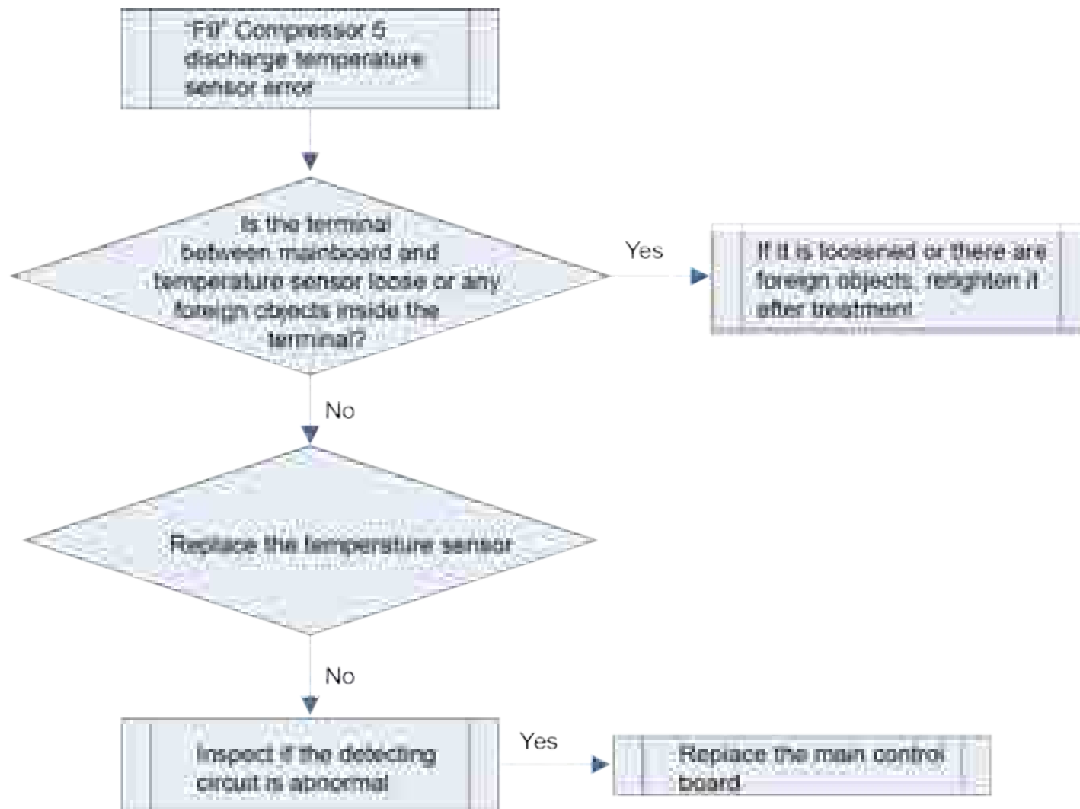 Compressor 5
discharge temperature
sensor error
Is the terminal
between mainboard and
temperature sensor loose or any
foreign objects inside the
terminal?
Yes
If it is loosened or there are
foreign objects, retighten it
after treatment
No
Replace the temperature sensor
No
Inspect if the detecting
circuit is abnormal
Yes
Replace the main control
board